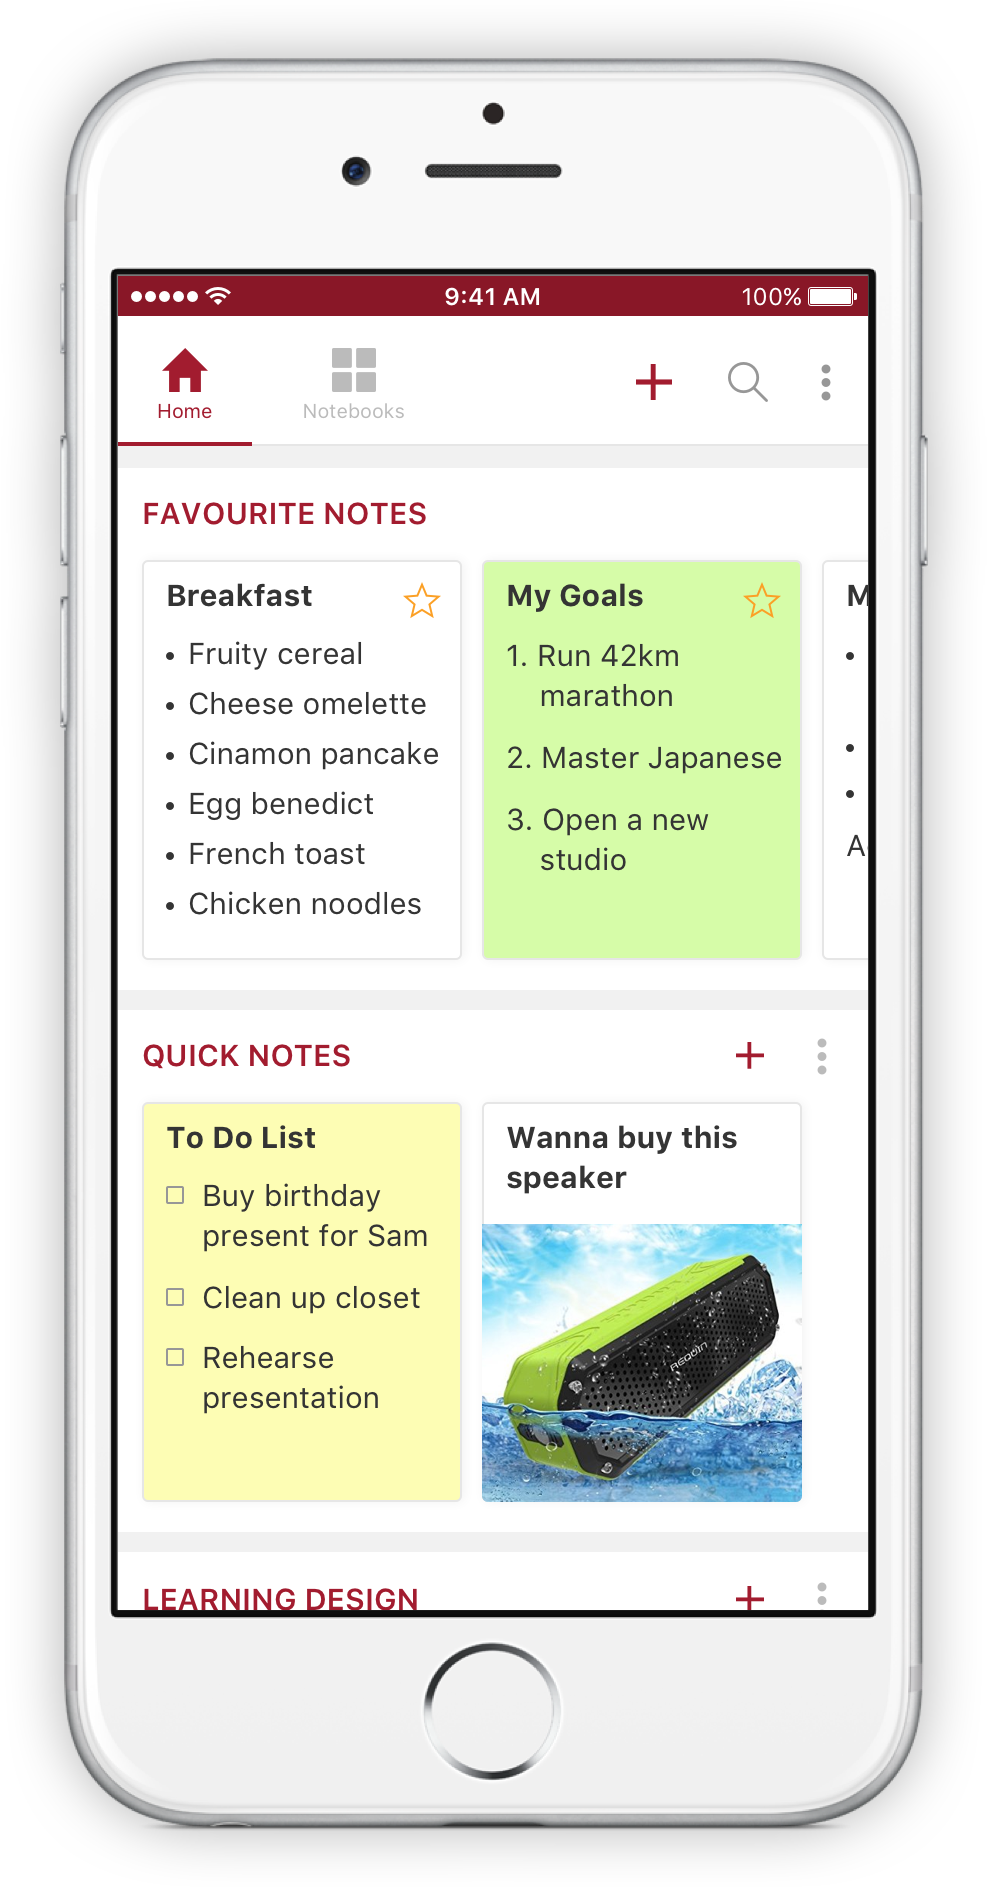 9:41 AM
100%
Home
Notebooks
FAVOURITE NOTES
Breakfast
• Fruity cereal
• Cheese omelette
• Cinamon pancake
• Egg benedict
• French toast
• Chicken noodles
My Goals
1. Run 42km
marathon
2. Master Japanese
3. Open a new
studio
QUICK NOTES
To Do List
Buy birthday
present for Sam
Clean up closet
Rehearse
presentation
Wanna buy this
speaker
REQUIN
LEARNING DESIGN